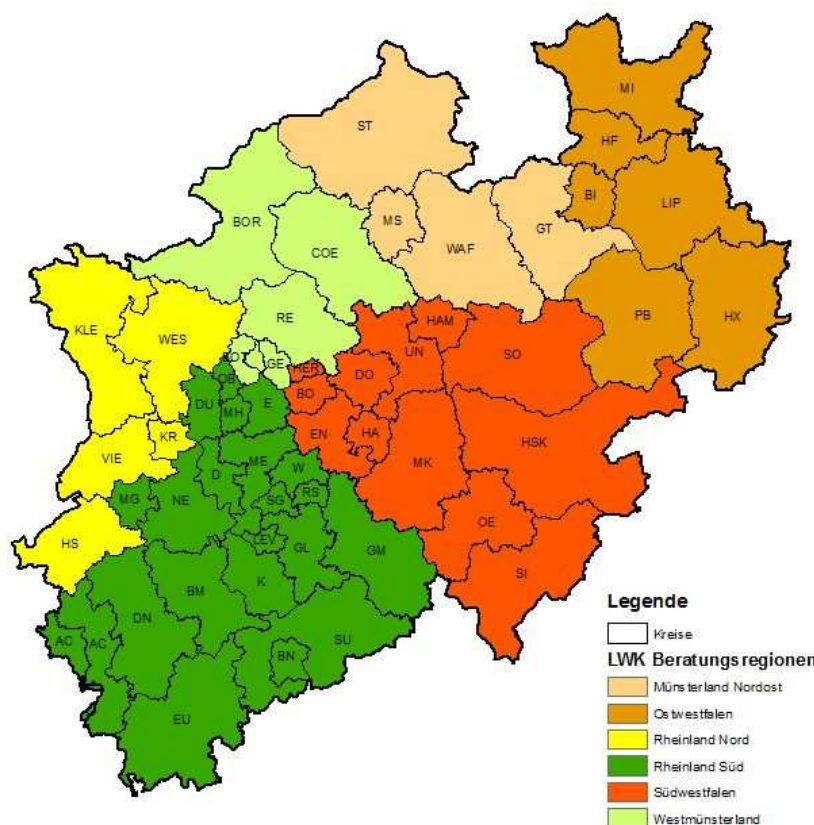 MI
ST
HF
BI
LIP
BOR
MS
GT
COE
WAF
KLE
WES
RE
HAM
PB
HX
UN
SO
BOT
GE
HER
DO
OB
BO
DU
MH
E
KR
EN
HA
HSK
VIE
MK
ME
W
D
MG
NE
SG
RS
OE
LEV
GL
HS
GM
BM
K
SI
DN
AC
AC
SU
BN
EU
Legende
Kreise
LWK Beratungsregionen
Münsterland Nordost
Ostwestfalen
Rheinland Nord
Rheinland Süd
Südwestfalen
Westmünsterland